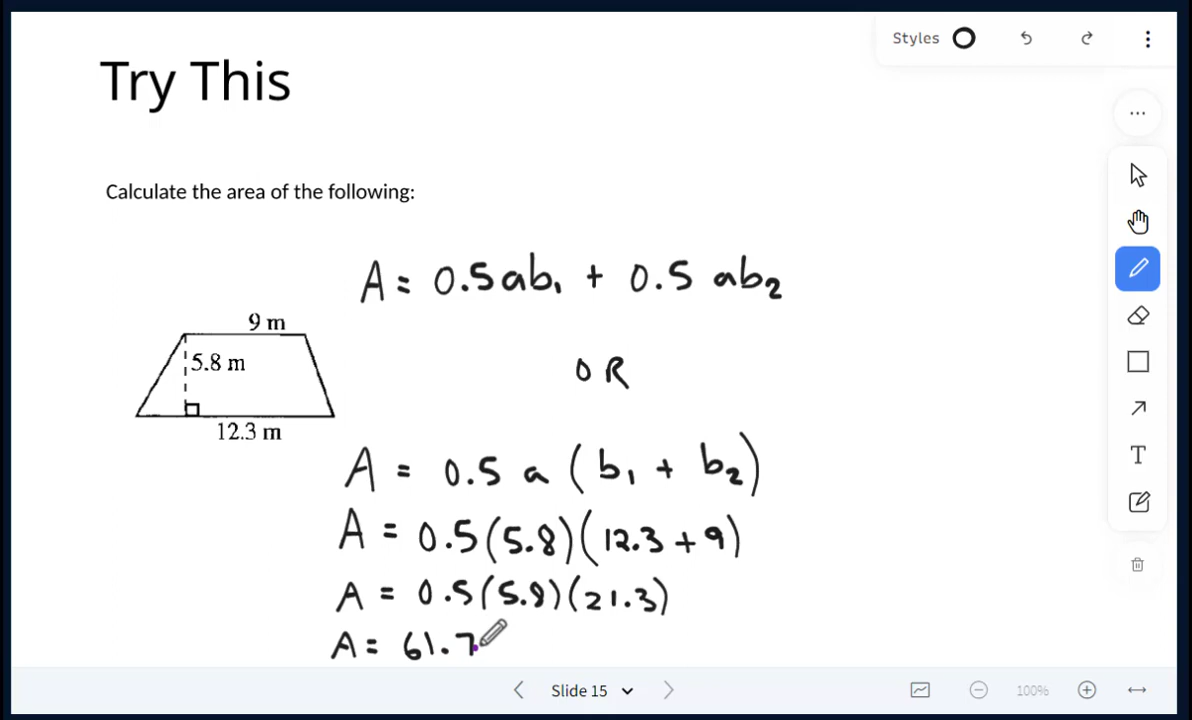 Styles
Try This
Calculate the area of the following:
A = 0.5ab₁ + 0.5 ab₂
9 m
5.8 m
12.3 m
OR
A = 0.5 a (b₁ + b₂)
A = 0.5(5.8)(12.3 + 9)
A = 0.5(5.8)(21.3)
A = 61.7
Slide 15
100%